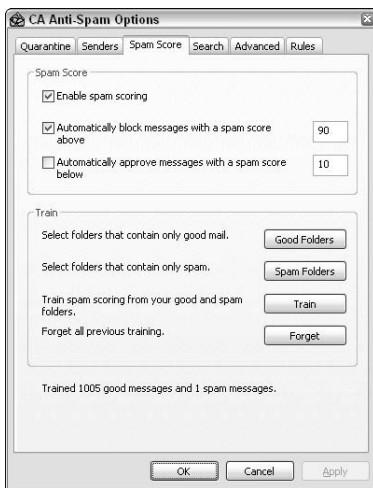 CA Anti-Spam Options
Quarantine Senders Spam Score Search Advanced Rules
Spam Score
Enable spam scoring
Automatically block messages with a spam score above 90
Automatically approve messages with a spam score below 10
Train
Select folders that contain only good mail. Good Folders
Select folders that contain only spam. Spam Folders
Train spam scoring from your good and spam folders. Train
Forget all previous training. Forget
Trained 1005 good messages and 1 spam messages.
OK Cancel Apply